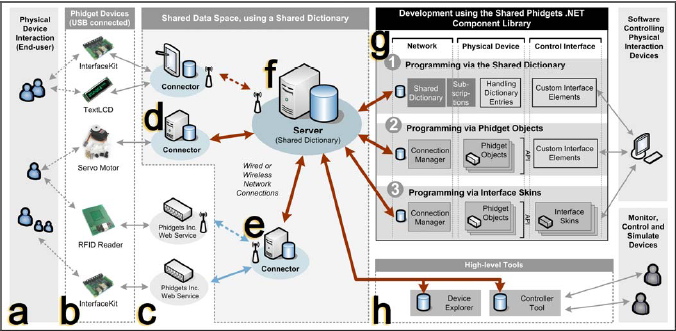 Physical Device
Interaction
(End-user)
a
Phidget Devices
(USB connected)
InterfaceKit
TextLCD
Servo Motor
RFID Reader
InterfaceKit
b
Shared Data Space, using a Shared Dictionary
Connector
d
Connector
Phidgets Inc.
Web Service
Phidgets Inc.
Web Service
c
e
Connector
f
Server
(Shared Dictionary)
Wired or
Wireless
Network
Connections
g
Development using the Shared Phidgets .NET
Component Library
Network
Physical Device
Control Interface
1 Programming via the Shared Dictionary
Shared
Dictionary
Sub-
scrip-
tions
Handling
Dictionary
Entries
Custom Interface
Elements
2 Programming via Phidget Objects
Connection
Manager
Phidget
Objects
API
Custom Interface
Elements
3 Programming via Interface Skins
Connection
Manager
Phidget
Objects
API
Interface
Skins
h
High-level Tools
Device
Explorer
Controller
Tool
Software
Controlling
Physical
Interaction
Devices
Monitor,
Control and
Simulate
Devices